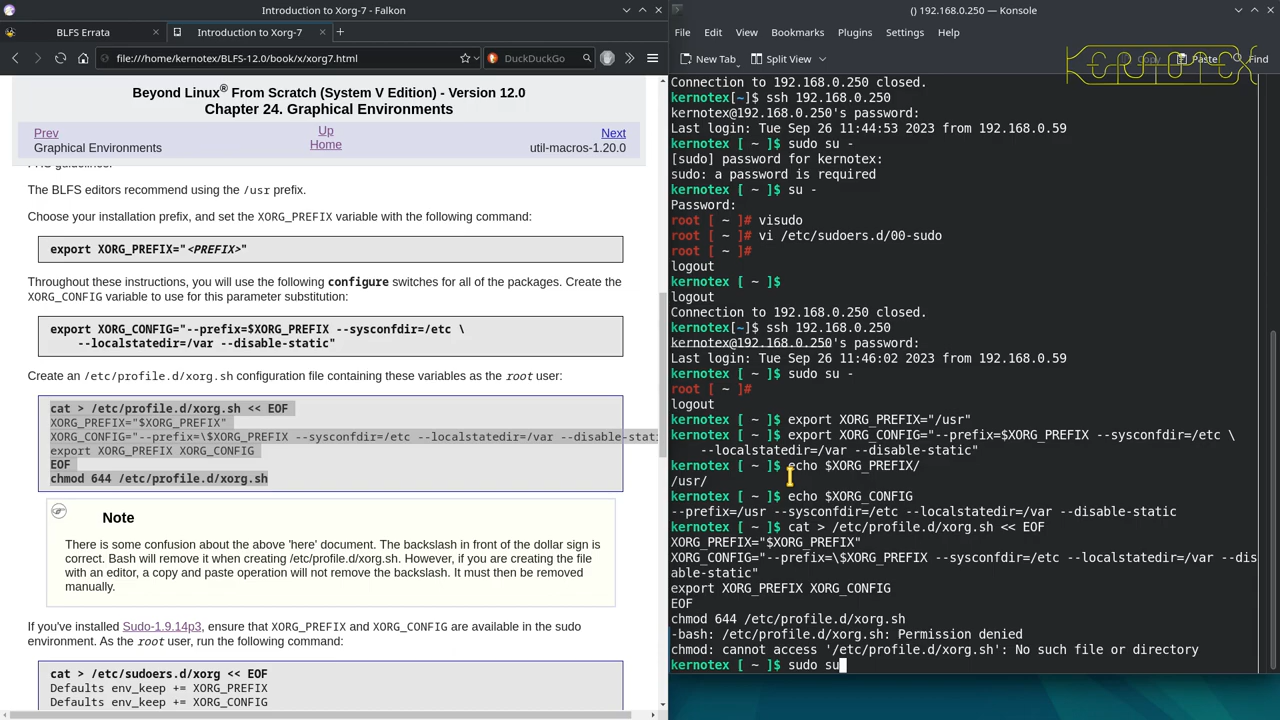 Introduction to Xorg-7 - Falkon
BLFS Errata
Introduction to Xorg-7
file:///home/kernotex/BLFS-12.0/book/x/xorg7.html
DuckDuckGo
Beyond Linux® From Scratch (System V Edition) - Version 12.0
Chapter 24. Graphical Environments
Prev
Up
Next
Graphical Environments
Home
util-macros-1.20.0
The BLFS editors recommend using the /usr prefix.
Choose your installation prefix, and set the XORG_PREFIX variable with the following command:
export XORG_PREFIX="<PREFIX>"
Throughout these instructions, you will use the following configure switches for all of the packages. Create the
XORG_CONFIG variable to use for this parameter substitution:
export XORG_CONFIG="--prefix=$XORG_PREFIX --sysconfdir=/etc \
--localstatedir=/var --disable-static"
Create an /etc/profile.d/xorg.sh configuration file containing these variables as the root user:
cat > /etc/profile.d/xorg.sh << EOF
XORG_PREFIX="$XORG_PREFIX"
XORG_CONFIG="--prefix=\$XORG_PREFIX --sysconfdir=/etc --localstatedir=/var --disable-stati
export XORG_PREFIX XORG_CONFIG
EOF
chmod 644 /etc/profile.d/xorg.sh
Note
There is some confusion about the above 'here' document. The backslash in front of the dollar sign is
correct. Bash will remove it when creating /etc/profile.d/xorg.sh. However, if you are creating the file
with an editor, a copy and paste operation will not remove the backslash. It must then be removed
manually.
If you've installed Sudo-1.9.14p3, ensure that XORG_PREFIX and XORG_CONFIG are available in the sudo
environment. As the root user, run the following command:
cat > /etc/sudoers.d/xorg << EOF
Defaults env_keep += XORG_PREFIX
Defaults env_keep += XORG_CONFIG
() 192.168.0.250 — Konsole
File Edit View Bookmarks Plugins Settings Help
New Tab Split View Copy Paste Find
KERNOTEX
Connection to 192.168.0.250 closed.
kernotex[~]$ ssh 192.168.0.250
kernotex@192.168.0.250's password:
Last login: Tue Sep 26 11:44:53 2023 from 192.168.0.59
kernotex [ ~ ]$ sudo su -
[sudo] password for kernotex:
sudo: a password is required
kernotex [ ~ ]$ su -
Password:
root [ ~ ]# visudo
root [ ~ ]# vi /etc/sudoers.d/00-sudo
root [ ~ ]#
logout
kernotex [ ~ ]$
logout
Connection to 192.168.0.250 closed.
kernotex[~]$ ssh 192.168.0.250
kernotex@192.168.0.250's password:
Last login: Tue Sep 26 11:46:02 2023 from 192.168.0.59
kernotex [ ~ ]$ sudo su -
root [ ~ ]#
logout
kernotex [ ~ ]$ export XORG_PREFIX="/usr"
kernotex [ ~ ]$ export XORG_CONFIG="--prefix=$XORG_PREFIX --sysconfdir=/etc \
--localstatedir=/var --disable-static"
kernotex [ ~ ]$ echo $XORG_PREFIX/
/usr/
kernotex [ ~ ]$ echo $XORG_CONFIG
--prefix=/usr --sysconfdir=/etc --localstatedir=/var --disable-static
kernotex [ ~ ]$ cat > /etc/profile.d/xorg.sh << EOF
XORG_PREFIX="$XORG_PREFIX"
XORG_CONFIG="--prefix=\$XORG_PREFIX --sysconfdir=/etc --localstatedir=/var --dis
able-static"
export XORG_PREFIX XORG_CONFIG
EOF
chmod 644 /etc/profile.d/xorg.sh
-bash: /etc/profile.d/xorg.sh: Permission denied
chmod: cannot access '/etc/profile.d/xorg.sh': No such file or directory
kernotex [ ~ ]$ sudo su